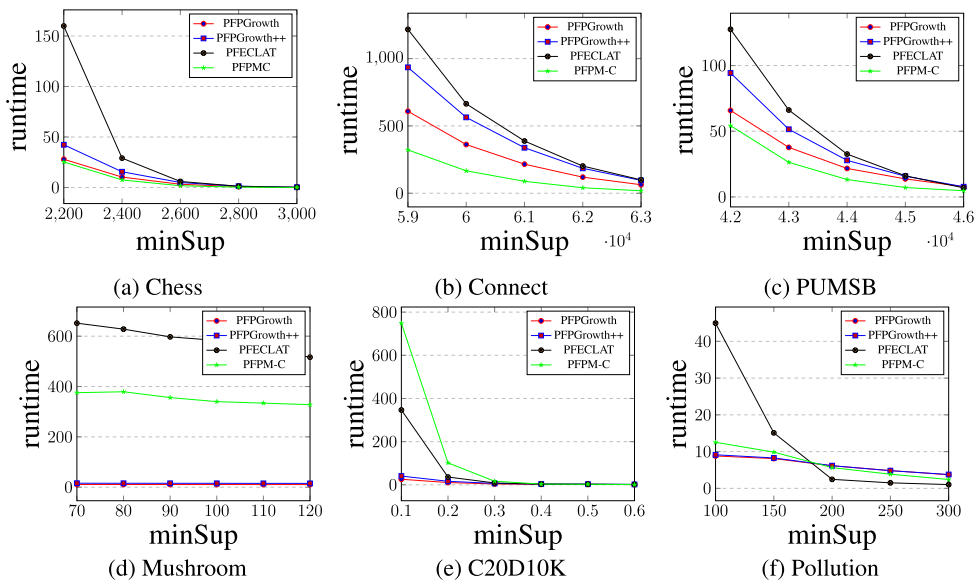 PFPGrowth
PFPGrowth++
PFECLAT
PFPMC
150
100
50
0
runtime
2,200 2,400 2,600 2,800 3,000
minSup
(a) Chess
PFPGrowth
PFPGrowth++
PFECLAT
PFPM-C
1,000
500
0
runtime
5.9 6 6.1 6.2 6.3
minSup ·10⁴
(b) Connect
PFPGrowth
PFPGrowth++
PFECLAT
PFPM-C
100
50
0
runtime
4.2 4.3 4.4 4.5 4.6
minSup ·10⁴
(c) PUMSB
PFPGrowth
PFPGrowth++
PFECLAT
PFPM-C
600
400
200
0
runtime
70 80 90 100 110 120
minSup
(d) Mushroom
PFPGrowth
PFPGrowth++
PFECLAT
PFPM-C
800
600
400
200
0
runtime
0.1 0.2 0.3 0.4 0.5 0.6
minSup
(e) C20D10K
PFPGrowth
PFPGrowth++
PFECLAT
PFPM-C
40
30
20
10
0
runtime
100 150 200 250 300
minSup
(f) Pollution